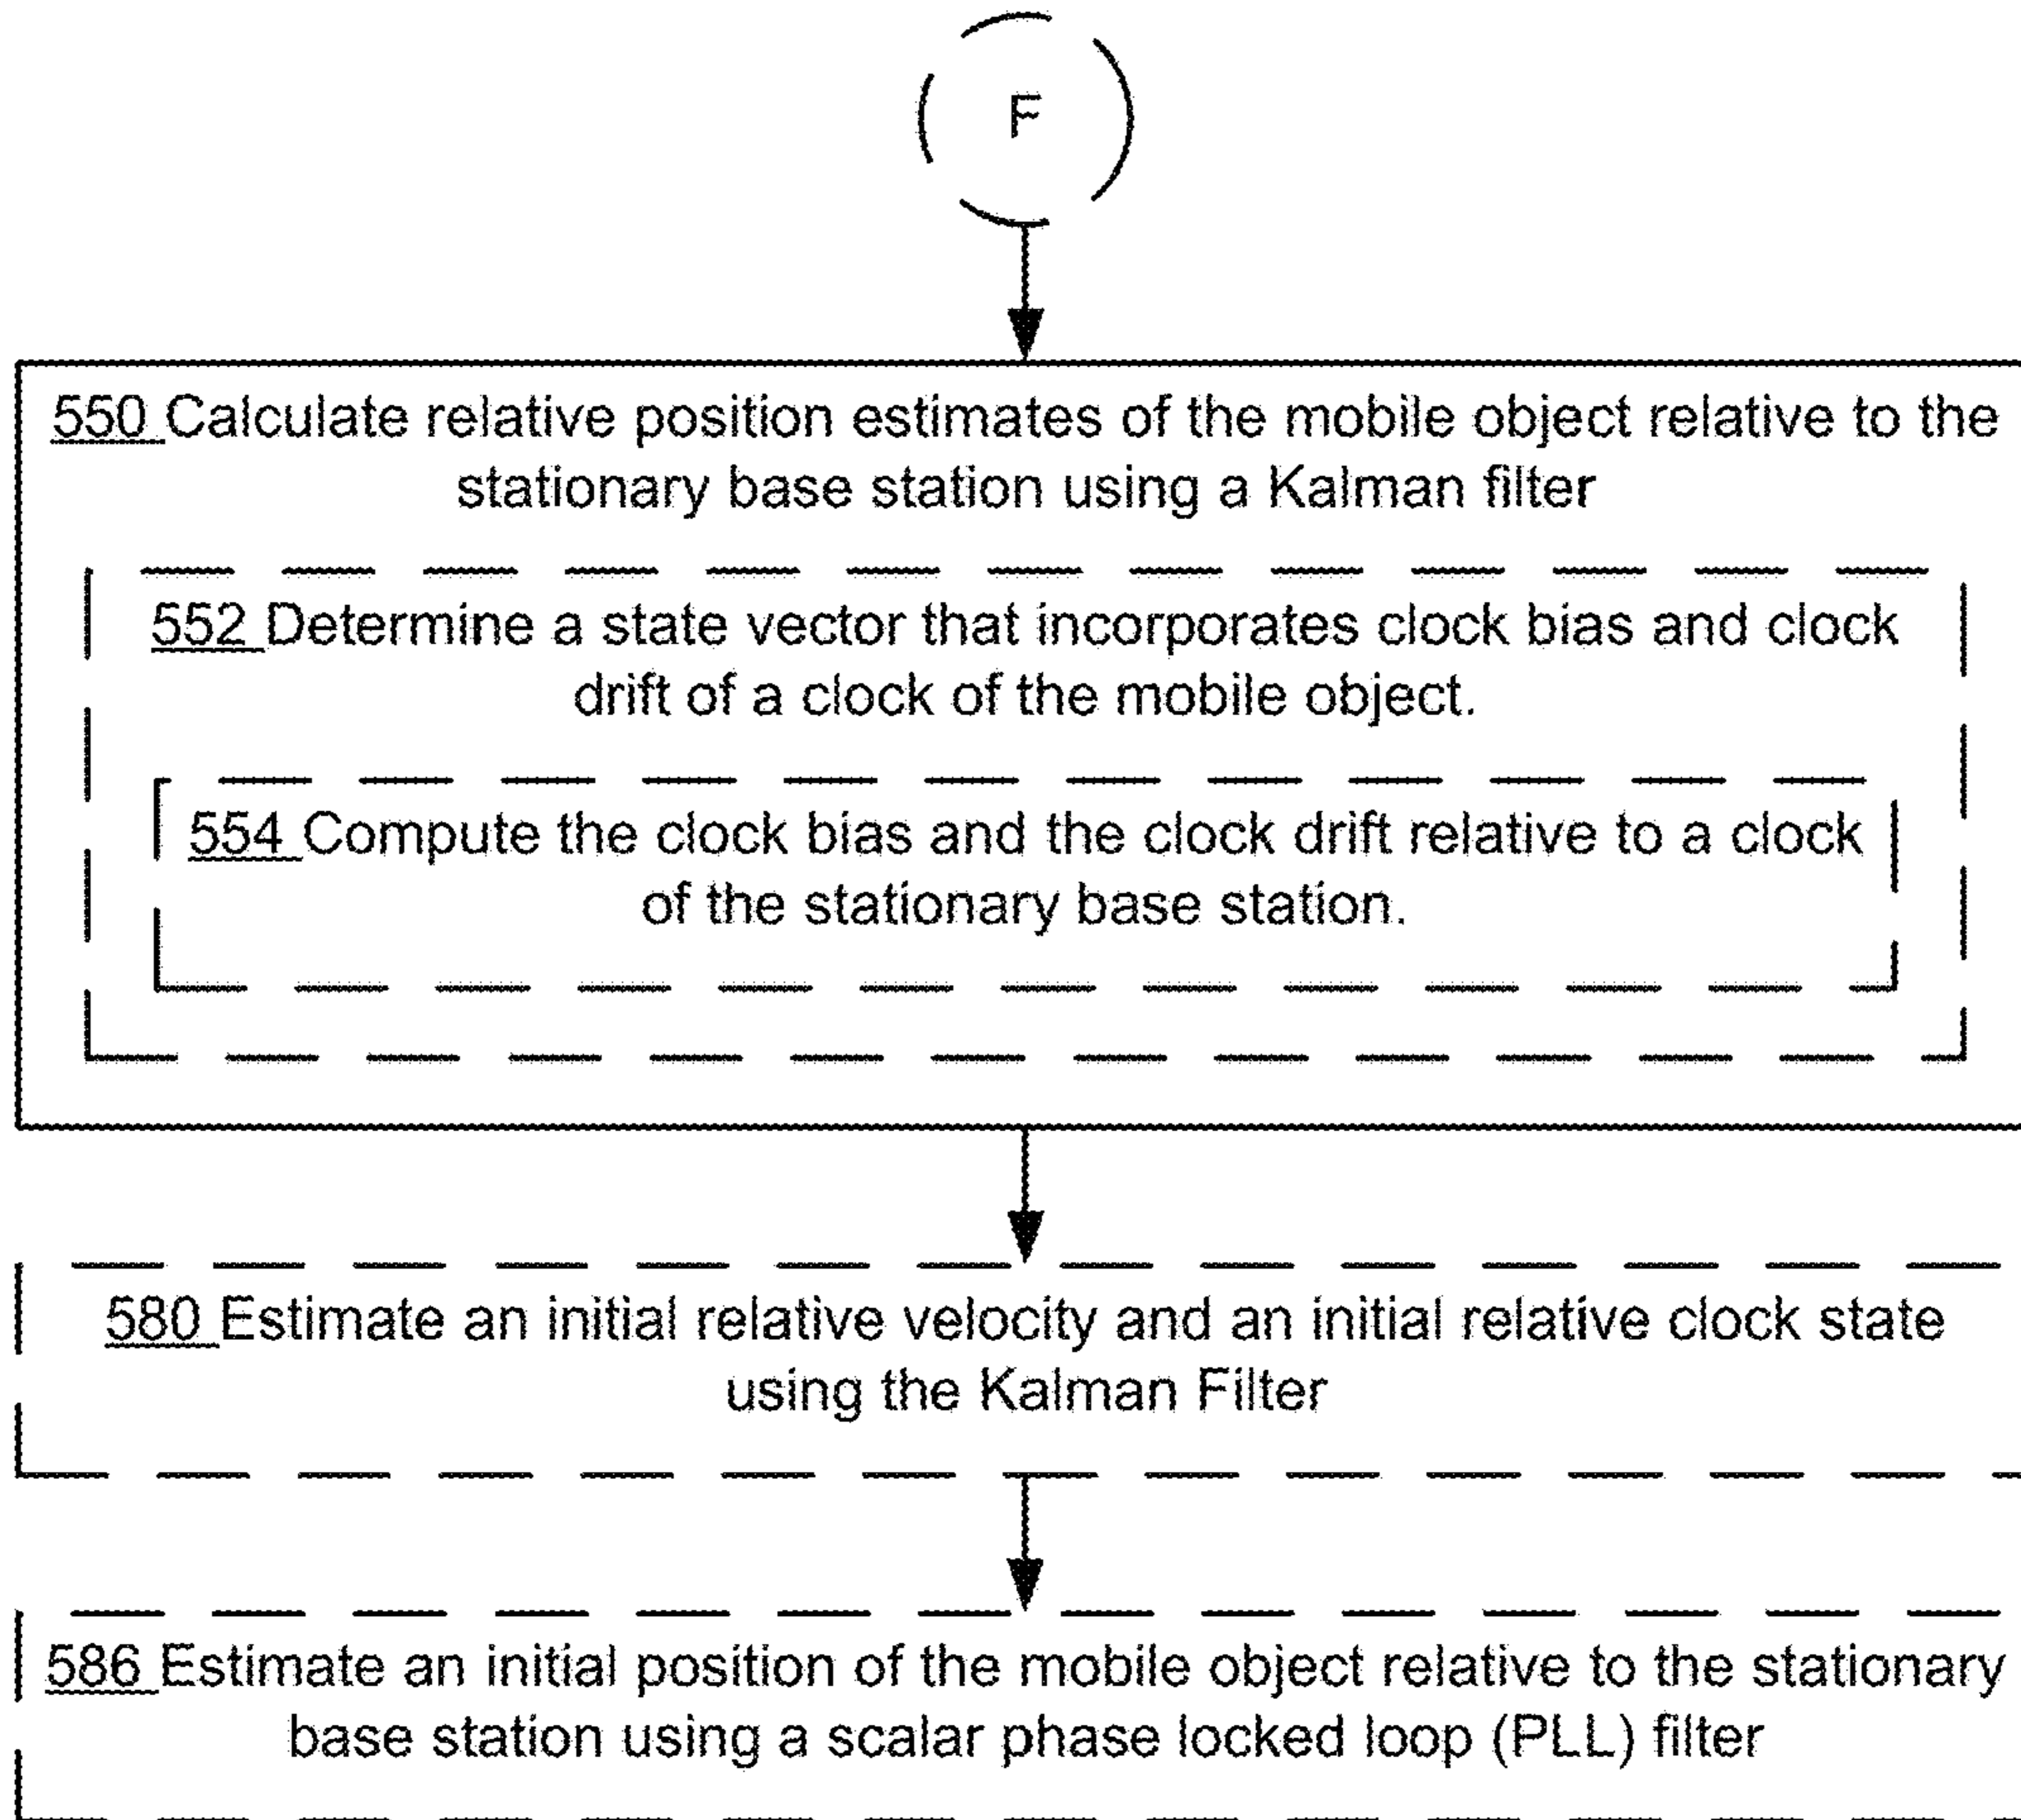 F
550 Calculate relative position estimates of the mobile object relative to the
stationary base station using a Kalman filter
552 Determine a state vector that incorporates clock bias and clock
drift of a clock of the mobile object.
554 Compute the clock bias and the clock drift relative to a clock
of the stationary base station.
580 Estimate an initial relative velocity and an initial relative clock state
using the Kalman Filter
586 Estimate an initial position of the mobile object relative to the stationary
base station using a scalar phase locked loop (PLL) filter